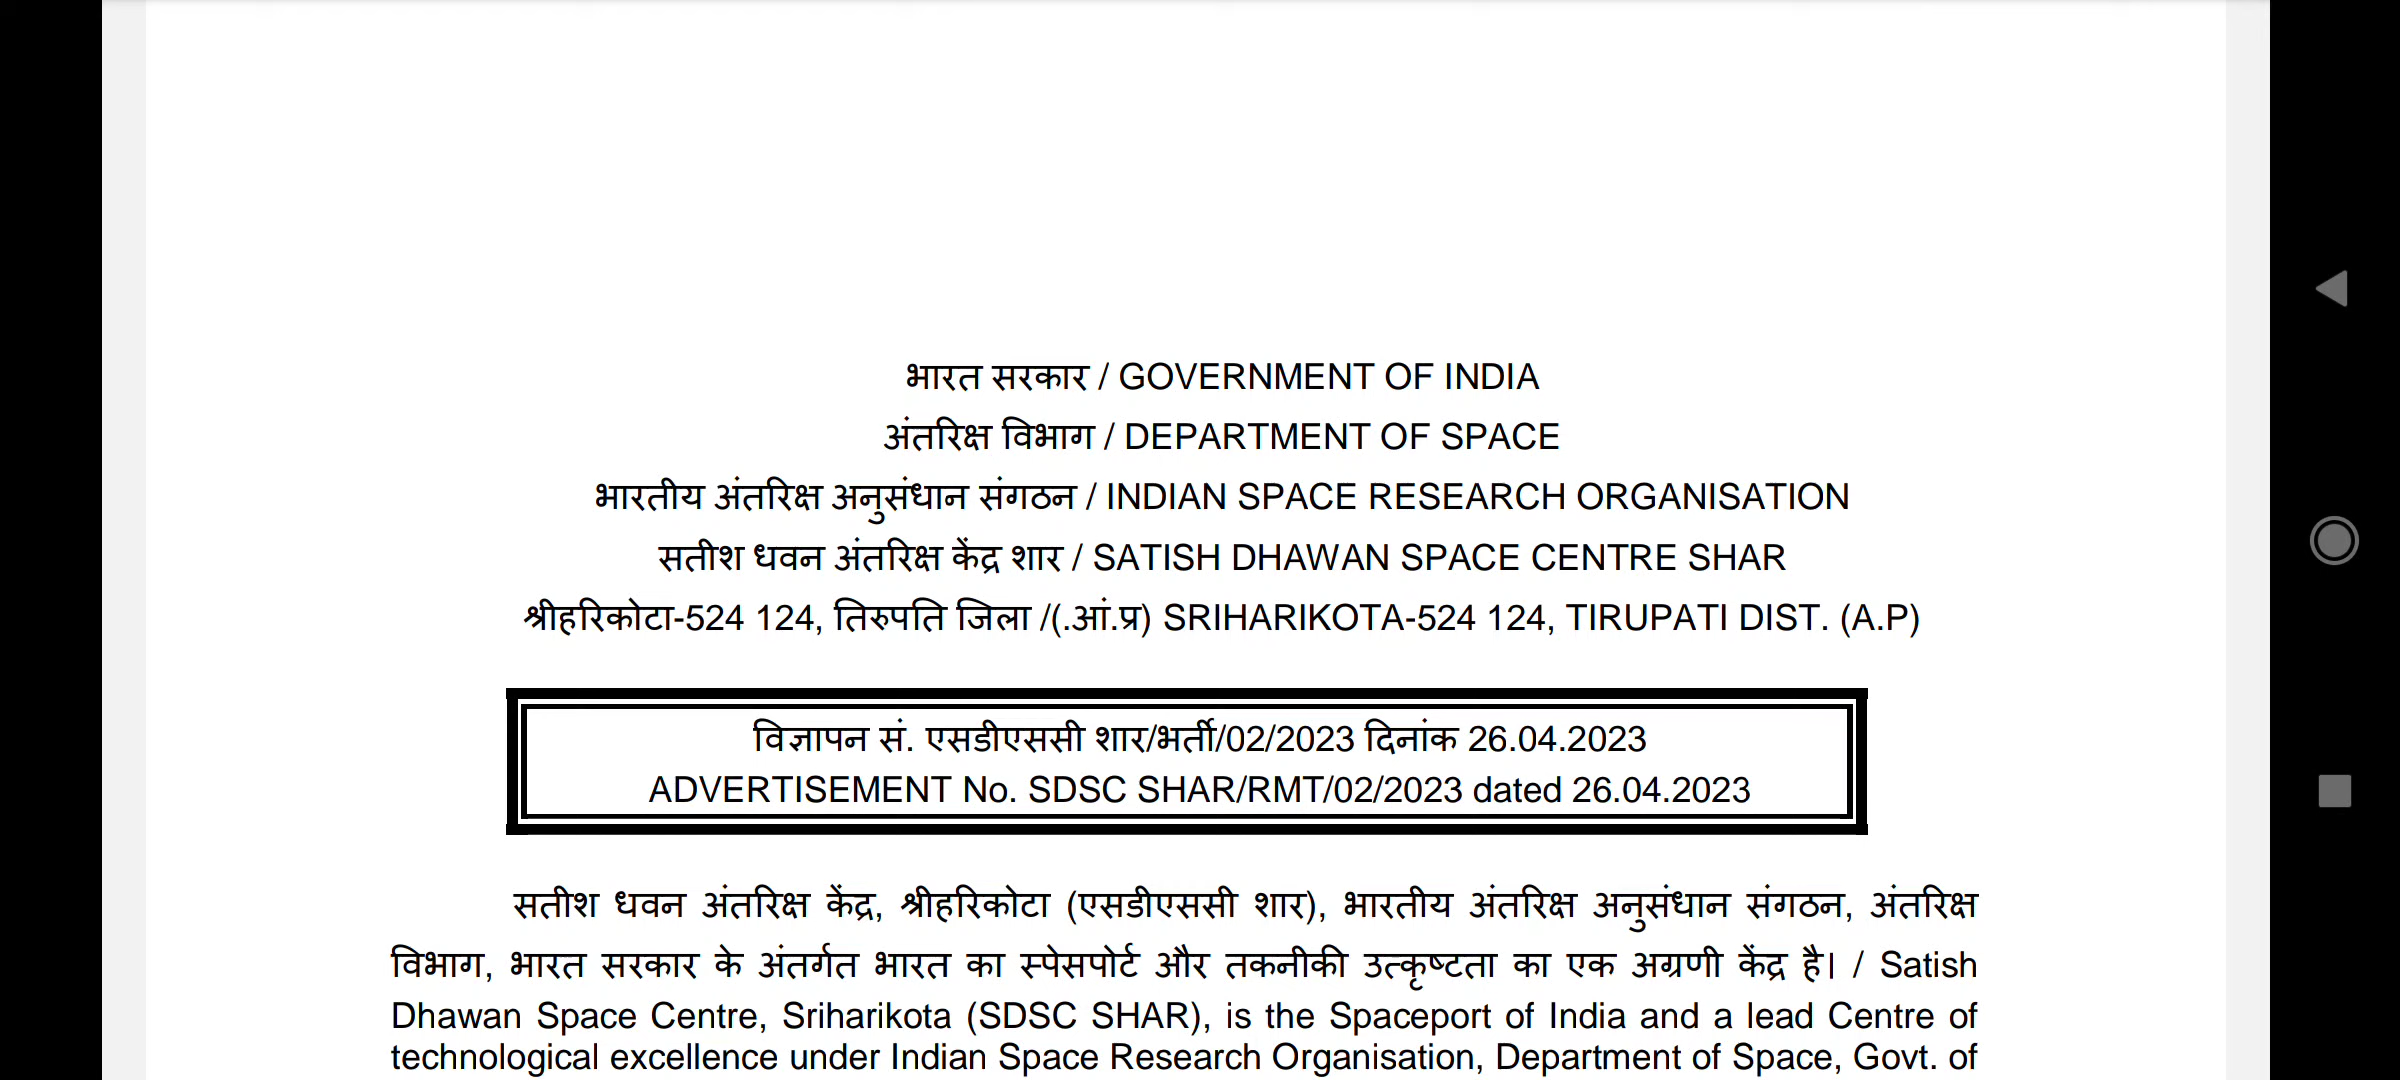 भारत सरकार / GOVERNMENT OF INDIA
अंतरिक्ष विभाग / DEPARTMENT OF SPACE
भारतीय अंतरिक्ष अनुसंधान संगठन / INDIAN SPACE RESEARCH ORGANISATION
सतीश धवन अंतरिक्ष केंद्र शार / SATISH DHAWAN SPACE CENTRE SHAR
श्रीहरिकोटा-524 124, तिरुपति जिला /(.आं.प्र) SRIHARIKOTA-524 124, TIRUPATI DIST. (A.P)
विज्ञापन सं. एसडीएससी शार/भर्ती/02/2023 दिनांक 26.04.2023
ADVERTISEMENT No. SDSC SHAR/RMT/02/2023 dated 26.04.2023
सतीश धवन अंतरिक्ष केंद्र, श्रीहरिकोटा (एसडीएससी शार), भारतीय अंतरिक्ष अनुसंधान संगठन, अंतरिक्ष
विभाग, भारत सरकार के अंतर्गत भारत का स्पेसपोर्ट और तकनीकी उत्कृष्टता का एक अग्रणी केंद्र है। / Satish
Dhawan Space Centre, Sriharikota (SDSC SHAR), is the Spaceport of India and a lead Centre of
technological excellence under Indian Space Research Organisation, Department of Space, Govt. of